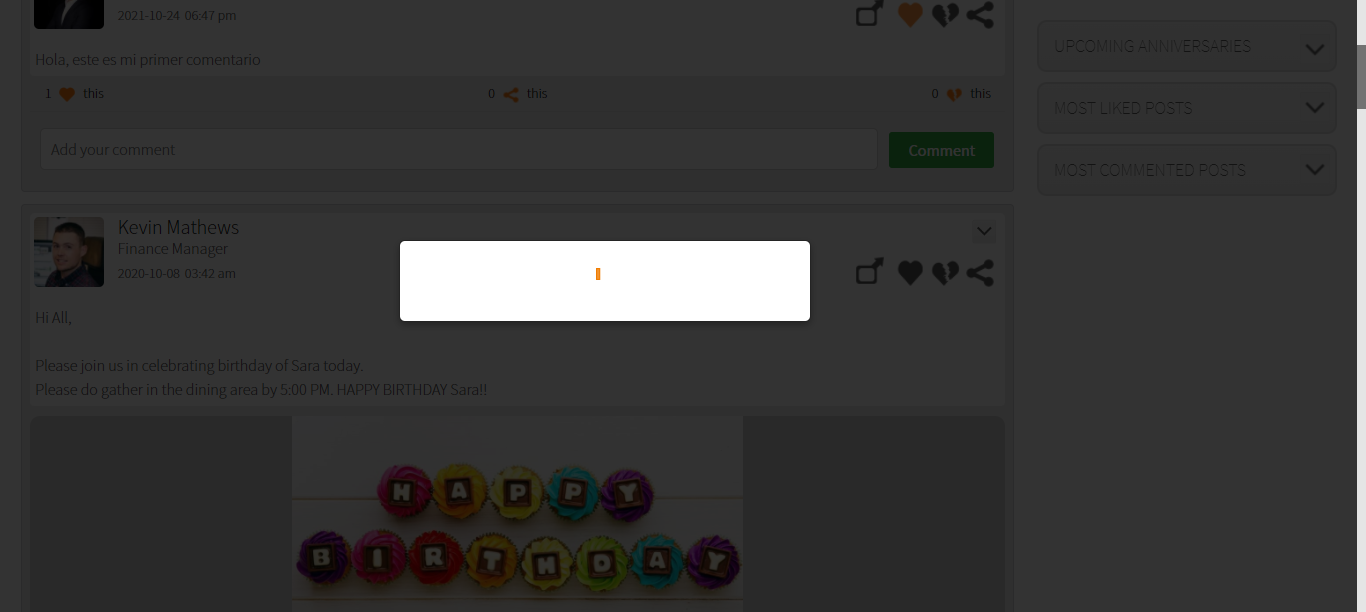 2021-10-24 06:47 pm
Hola, este es mi primer comentario
1 this
0 this
0 this
Add your comment
Comment
UPCOMING ANNIVERSARIES
MOST LIKED POSTS
MOST COMMENTED POSTS
Kevin Mathews
Finance Manager
2020-10-08 03:42 am
Hi All,
Please join us in celebrating birthday of Sara today.
Please do gather in the dining area by 5:00 PM. HAPPY BIRTHDAY Sara!!
HAPPY
BIRTHDAY